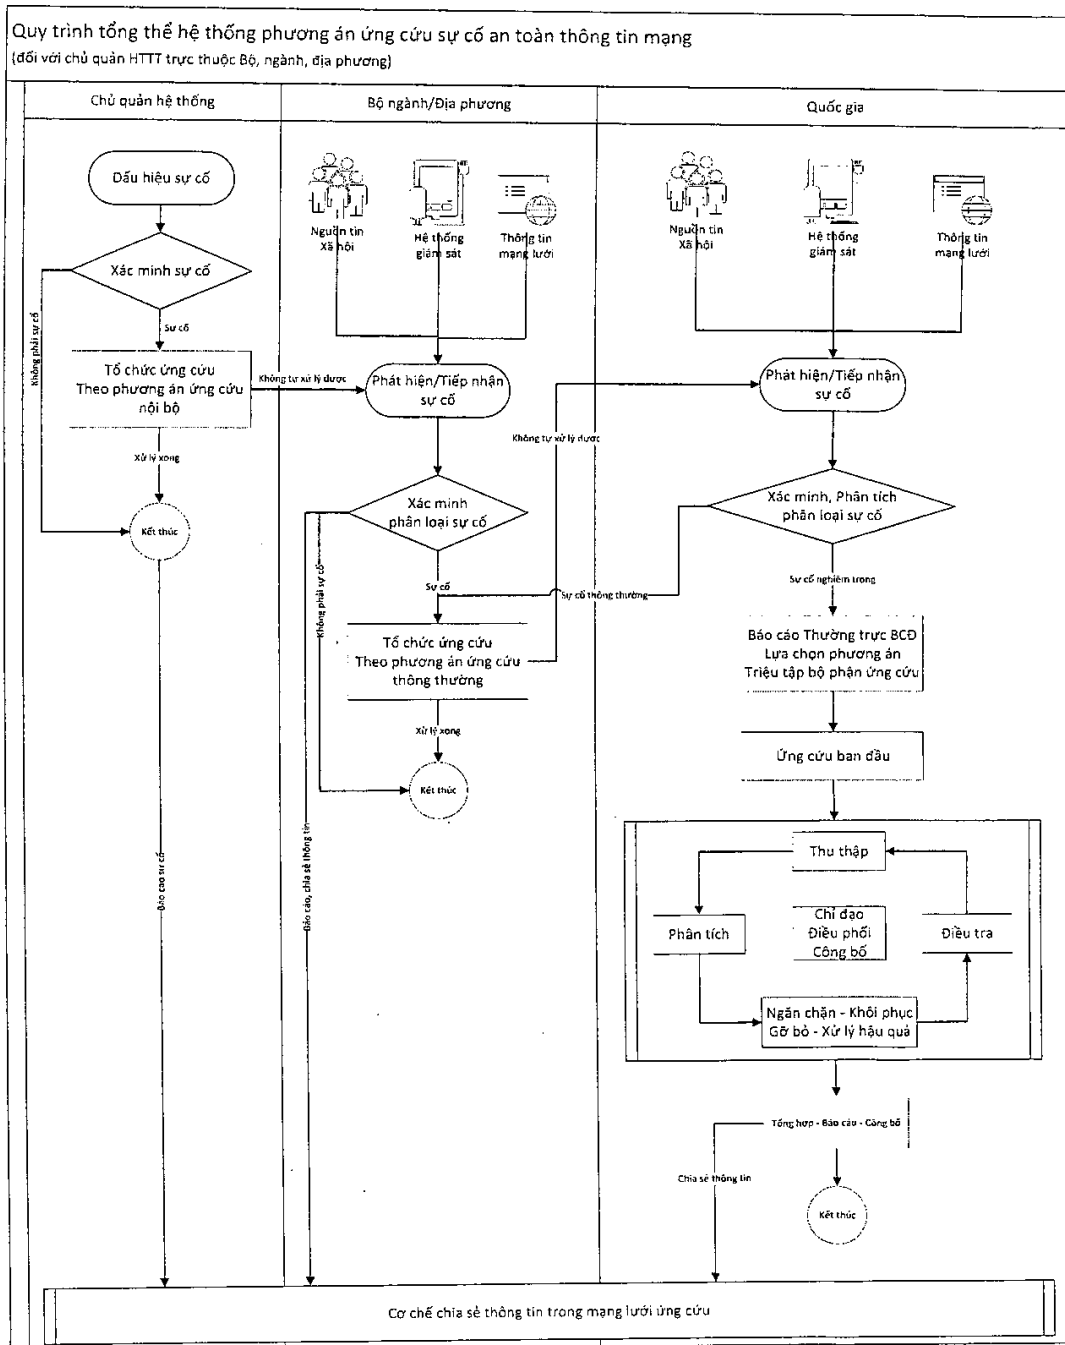 Quy trình tổng thể hệ thống phương án ứng cứu sự cố an toàn thông tin mạng
(đối với chủ quản HTTT trực thuộc Bộ, ngành, địa phương)
Chủ quản hệ thống
Bộ ngành/Địa phương
Quốc gia
Dấu hiệu sự cố
Nguồn tin
Xã hội
Hệ thống
giám sát
Thông tin
mạng lưới
Nguồn tin
Xã hội
Hệ thống
giám sát
Thông tin
mạng lưới
Xác minh sự cố
Không phải sự cố
Sự cố
Tổ chức ứng cứu
Theo phương án ứng cứu
nội bộ
Không tự xử lý được
Phát hiện/Tiếp nhận
sự cố
Phát hiện/Tiếp nhận
sự cố
Không tự xử lý được
Xử lý xong
Kết thúc
Xác minh
phân loại sự cố
Xác minh, Phân tích
phân loại sự cố
Sự cố
Không phải sự cố
Sự cố thông thường
Sự cố nghiêm trọng
Tổ chức ứng cứu
Theo phương án ứng cứu
thông thường
Báo cáo Thường trực BCĐ
Lựa chọn phương án
Triệu tập bộ phận ứng cứu
Xử lý xong
Kết thúc
Ứng cứu ban đầu
Báo cáo sự cố
Báo cáo, chia sẻ thông tin
Thu thập
Phân tích
Chỉ đạo
Điều phối
Công bố
Điều tra
Ngăn chặn - Khôi phục
Gỡ bỏ - Xử lý hậu quả
Tổng hợp - Báo cáo - Công bố
Chia sẻ thông tin
Kết thúc
Cơ chế chia sẻ thông tin trong mạng lưới ứng cứu